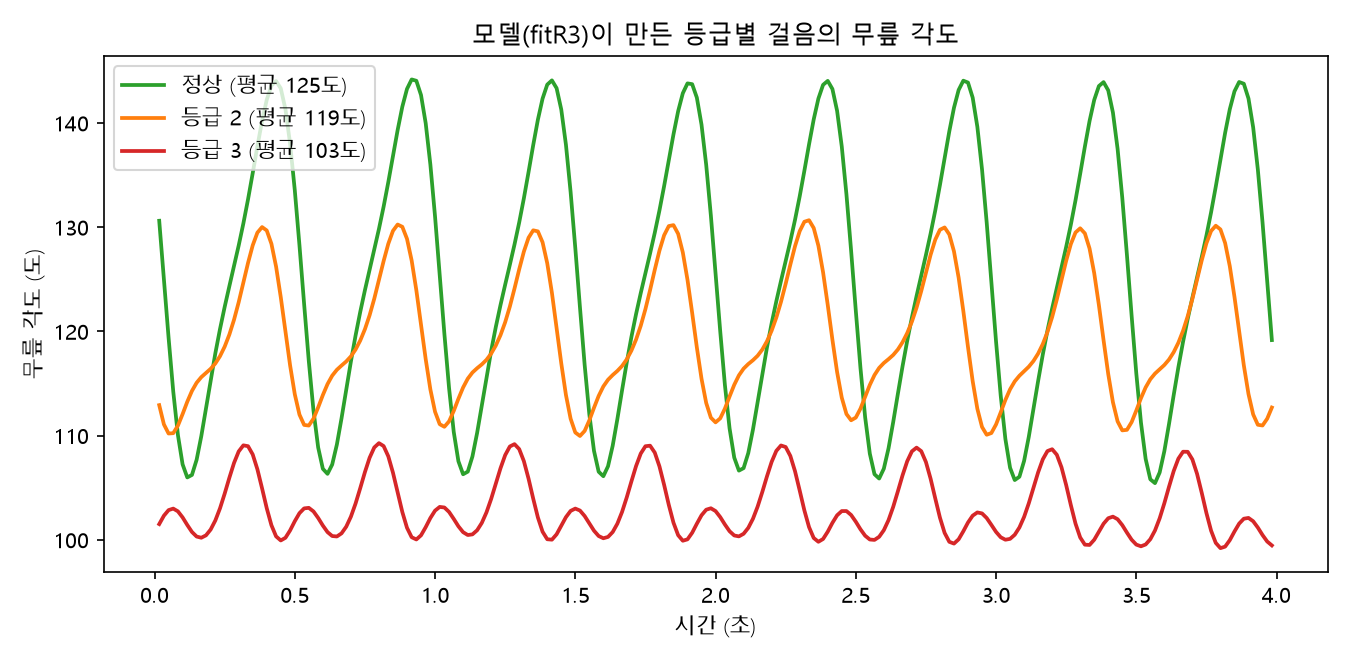 모델(fitR3)이 만든 등급별 걸음의 무릎 각도
정상 (평균 125도)
등급 2 (평균 119도)
등급 3 (평균 103도)
무릎 각도 (도)
140
130
120
110
100
0.0 0.5 1.0 1.5 2.0 2.5 3.0 3.5 4.0
시간 (초)